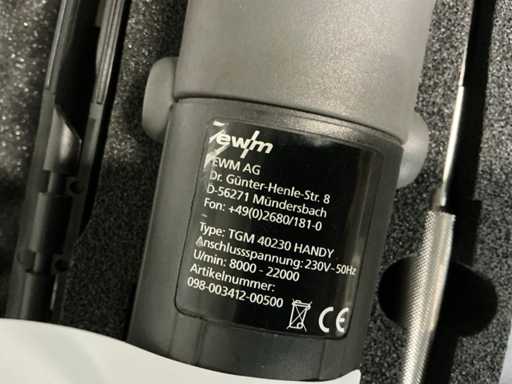 ewm
EWM AG
Dr. Günter-Henle-Str. 8
D-56271 Mündersbach
Fon: +49(0)2680/181-0
Type: TGM 40230 HANDY
Anschlussspannung: 230V-50Hz
U/min: 8000 - 22000
Artikelnummer:
098-003412-00500
CE